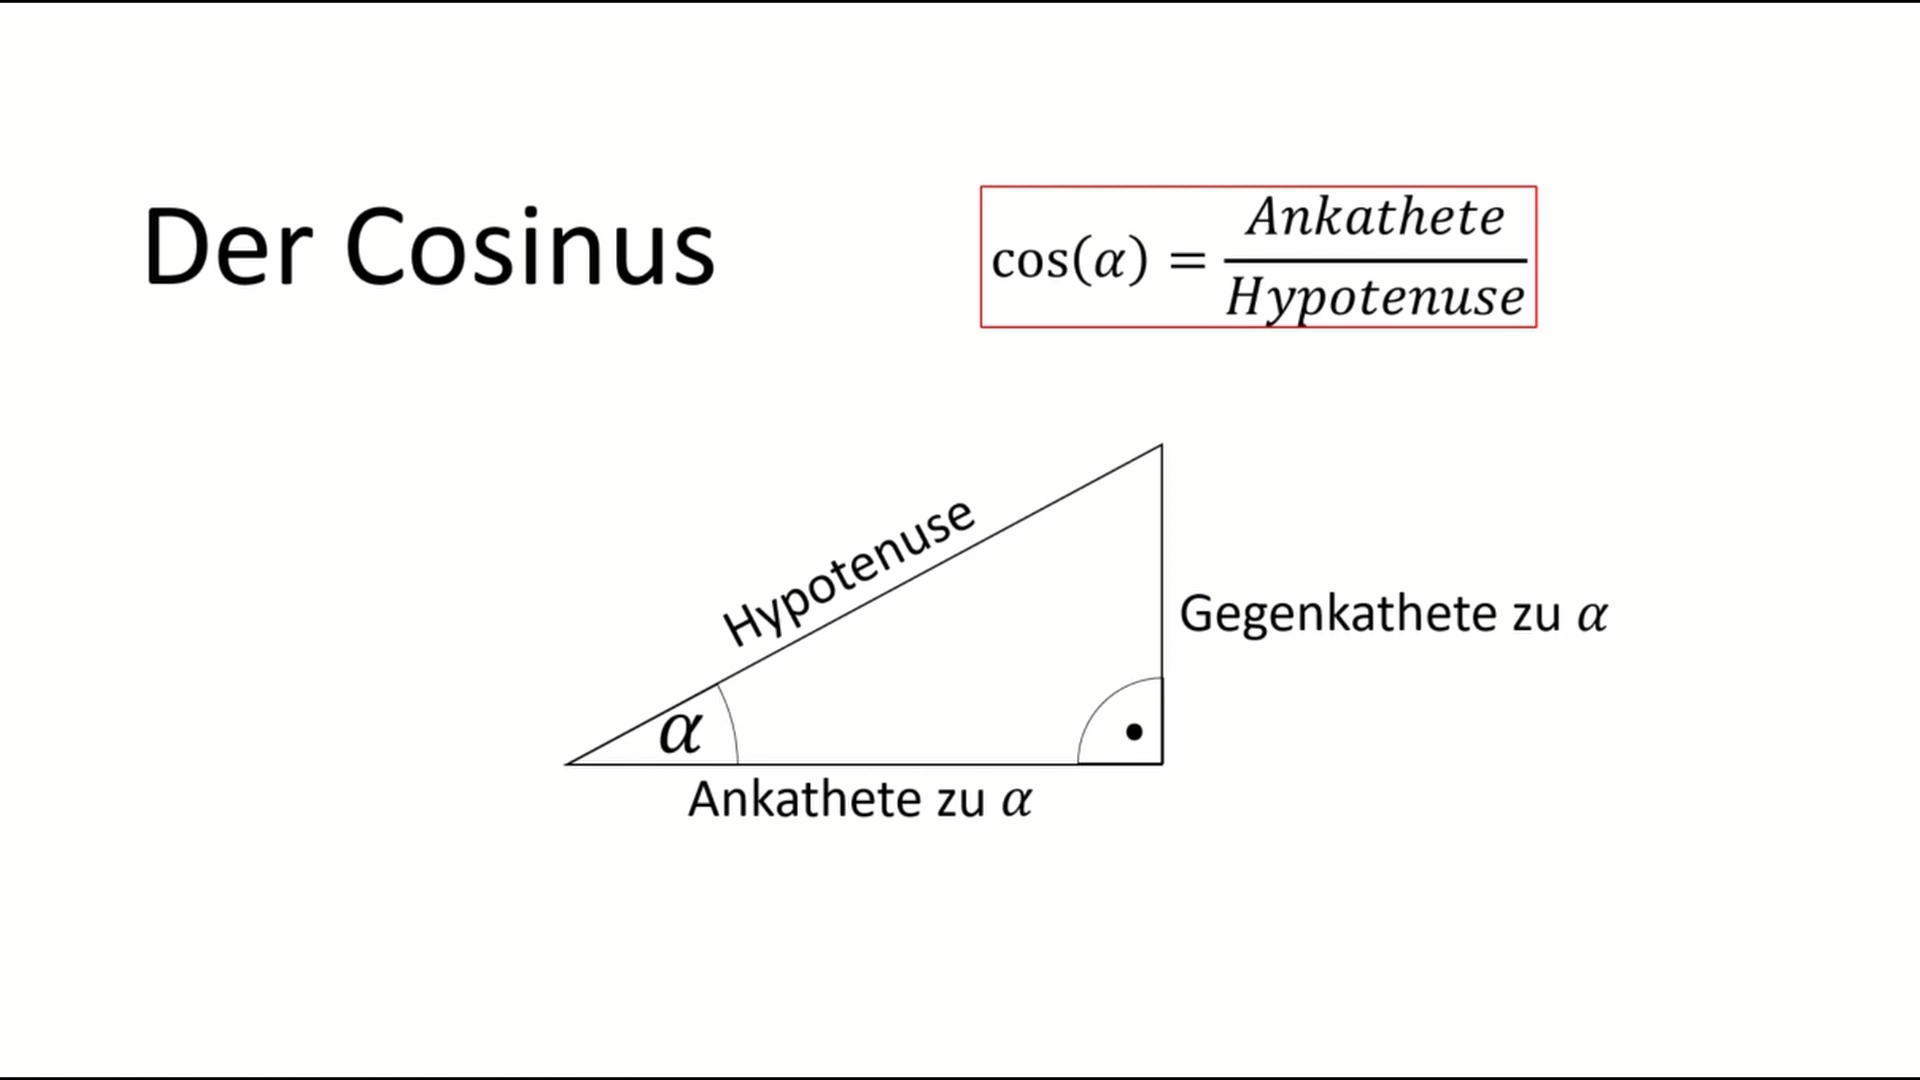 Der Cosinus
cos(α) = Ankathete / Hypotenuse
Hypotenuse
Gegenkathete zu α
α
Ankathete zu α